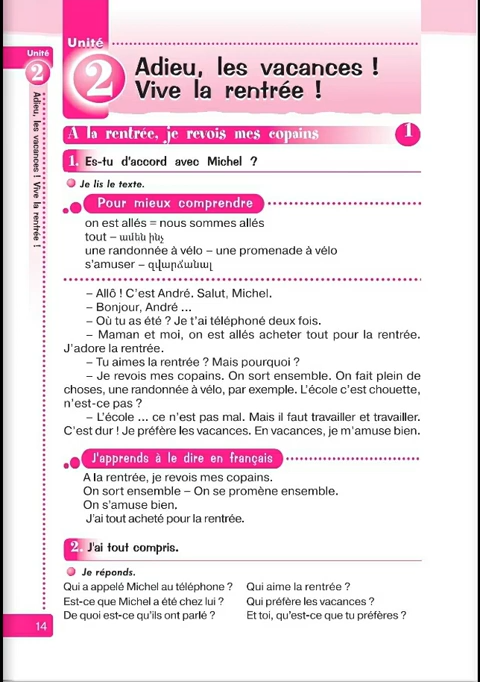 Unité
2
Adieu, les vacances ! Vive la rentrée !
Unité
2
Adieu, les vacances !
Vive la rentrée !
A la rentrée, je revois mes copains
1
1. Es-tu d'accord avec Michel ?
Je lis le texte.
Pour mieux comprendre
on est allés = nous sommes allés
tout – ամեն ինչ
une randonnée à vélo – une promenade à vélo
s'amuser – զվարճանալ
– Allô ! C'est André. Salut, Michel.
– Bonjour, André ...
– Où tu as été ? Je t'ai téléphoné deux fois.
– Maman et moi, on est allés acheter tout pour la rentrée.
J'adore la rentrée.
– Tu aimes la rentrée ? Mais pourquoi ?
– Je revois mes copains. On sort ensemble. On fait plein de
choses, une randonnée à vélo, par exemple. L'école c'est chouette,
n'est-ce pas ?
– L'école ... ce n'est pas mal. Mais il faut travailler et travailler.
C'est dur ! Je préfère les vacances. En vacances, je m'amuse bien.
J'apprends à le dire en français
A la rentrée, je revois mes copains.
On sort ensemble – On se promène ensemble.
On s'amuse bien.
J'ai tout acheté pour la rentrée.
2. J'ai tout compris.
Je réponds.
Qui a appelé Michel au téléphone ?
Est-ce que Michel a été chez lui ?
De quoi est-ce qu'ils ont parlé ?
Qui aime la rentrée ?
Qui préfère les vacances ?
Et toi, qu'est-ce que tu préfères ?
14